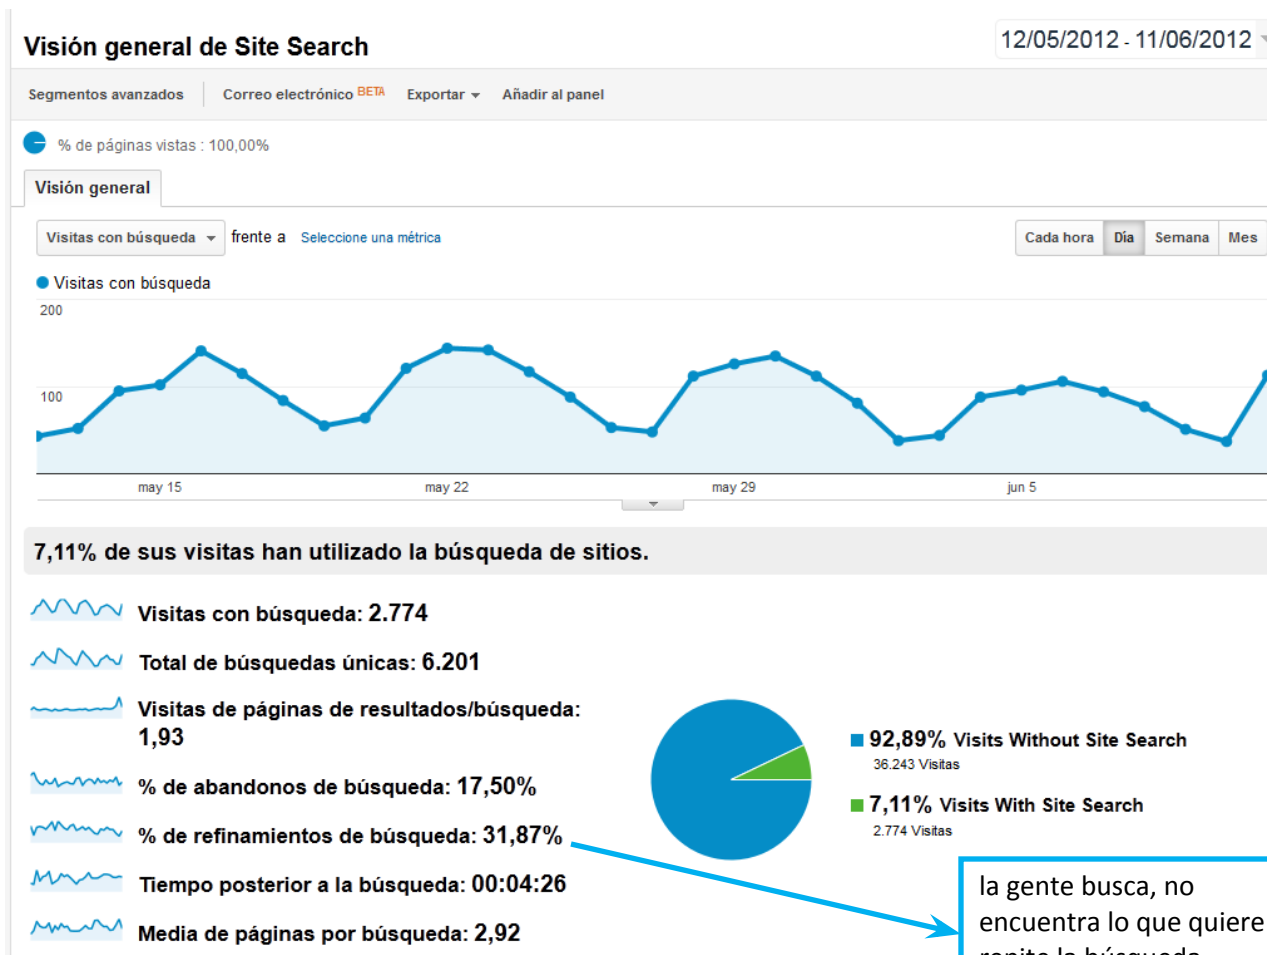 Visión general de Site Search
12/05/2012 - 11/06/2012
Segmentos avanzados
Correo electrónico BETA
Exportar
Añadir al panel
% de páginas vistas : 100,00%
Visión general
Visitas con búsqueda
frente a
Seleccione una métrica
Cada hora
Día
Semana
Mes
Visitas con búsqueda
200
100
may 15
may 22
may 29
jun 5
7,11% de sus visitas han utilizado la búsqueda de sitios.
Visitas con búsqueda: 2.774
Total de búsquedas únicas: 6.201
Visitas de páginas de resultados/búsqueda:
1,93
% de abandonos de búsqueda: 17,50%
% de refinamientos de búsqueda: 31,87%
Tiempo posterior a la búsqueda: 00:04:26
Media de páginas por búsqueda: 2,92
92,89% Visits Without Site Search
36.243 Visitas
7,11% Visits With Site Search
2.774 Visitas
la gente busca, no
encuentra lo que quiere
repite la búsqueda